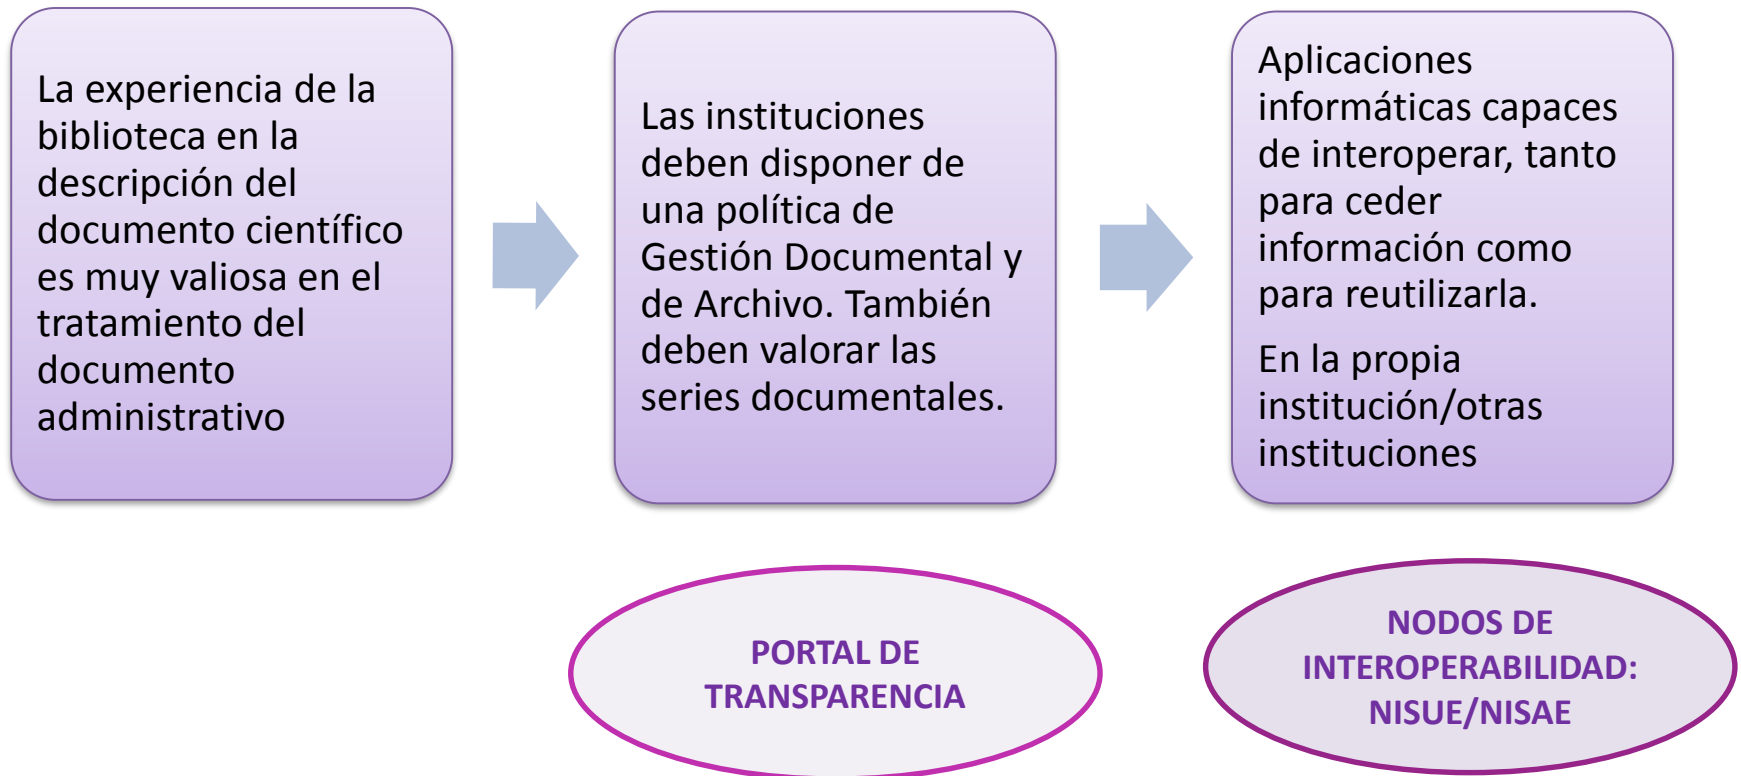 La experiencia de la
biblioteca en la
descripción del
documento científico
es muy valiosa en el
tratamiento del
documento
administrativo
Las instituciones
deben disponer de
una política de
Gestión Documental y
de Archivo. También
deben valorar las
series documentales.
Aplicaciones
informáticas capaces
de interoperar, tanto
para ceder
información como
para reutilizarla.
En la propia
institución/otras
instituciones
PORTAL DE
TRANSPARENCIA
NODOS DE
INTEROPERABILIDAD:
NISUE/NISAE